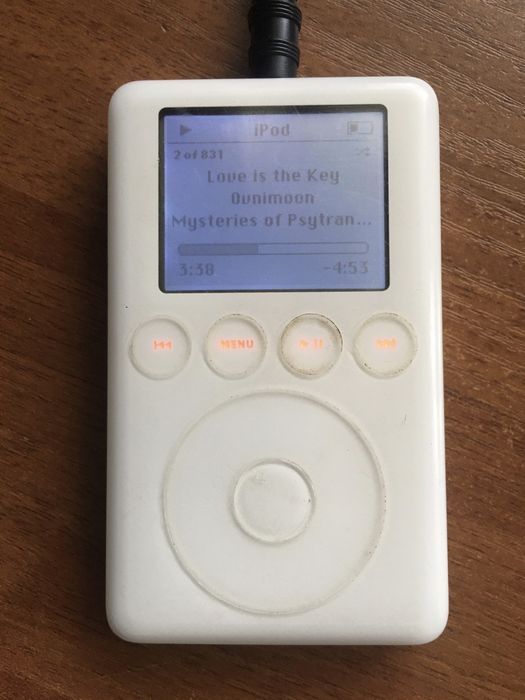 iPod
2 of 831
Love is the Key
Ovnimoon
Mysteries of Psytran...
3:38 -4:53
MENU